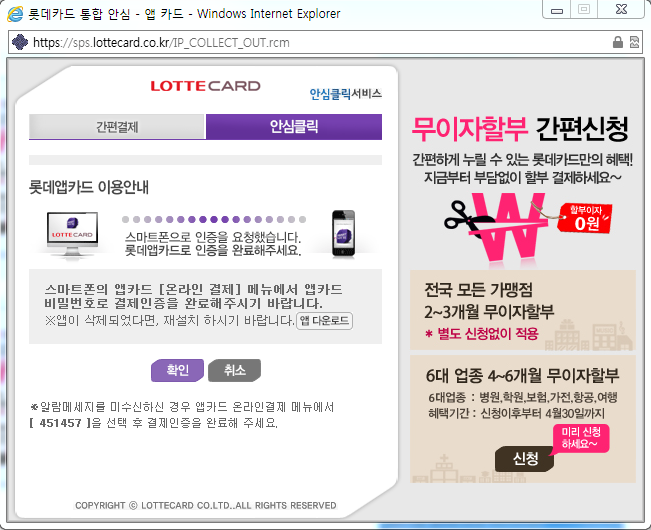 롯데카드 통합 안심 - 앱 카드 - Windows Internet Explorer
https://sps.lottecard.co.kr/IP_COLLECT_OUT.rcm
LOTTECARD
안심클릭서비스
간편결제
안심클릭
롯데앱카드 이용안내
LOTTECARD
스마트폰으로 인증을 요청했습니다.
롯데앱카드로 인증을 완료해주세요.
스마트폰의 앱카드 [온라인 결제] 메뉴에서 앱카드
비밀번호로 결제인증을 완료해주시기 바랍니다.
※앱이 삭제되었다면, 재설치 하시기 바랍니다. 앱 다운로드
확인
취소
※알람메세지를 미수신하신 경우 앱카드 온라인결제 메뉴에서
[ 451457 ]을 선택 후 결제인증을 완료해 주세요.
COPYRIGHT ⓒ LOTTECARD CO.LTD..ALL RIGHTS RESERVED
무이자할부 간편신청
간편하게 누릴 수 있는 롯데카드만의 혜택!
지금부터 부담없이 할부 결제하세요~
할부이자
0원
전국 모든 가맹점
2~3개월 무이자할부
* 별도 신청없이 적용
6대 업종 4~6개월 무이자할부
6대업종 : 병원,학원,보험,가전,항공,여행
혜택기간 : 신청이후부터 4월30일까지
미리 신청
하세요~
신청